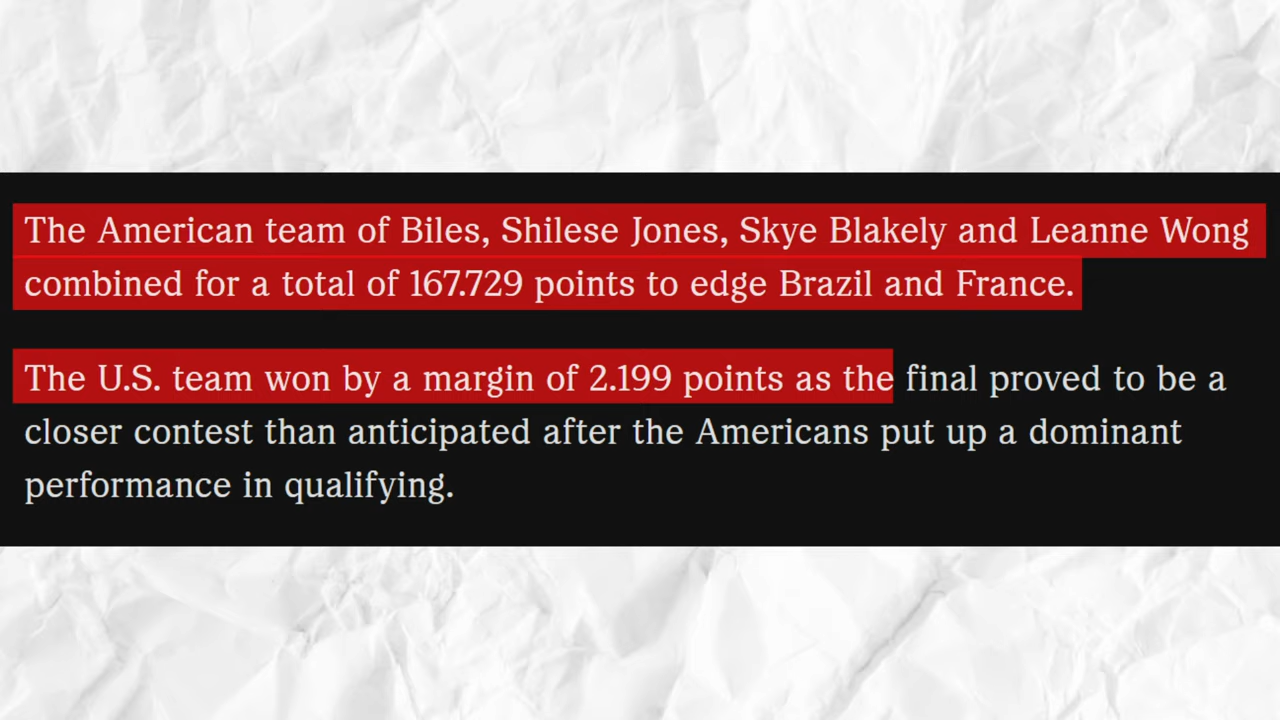 The American team of Biles, Shilese Jones, Skye Blakely and Leanne Wong
combined for a total of 167.729 points to edge Brazil and France.
The U.S. team won by a margin of 2.199 points as the final proved to be a
closer contest than anticipated after the Americans put up a dominant
performance in qualifying.